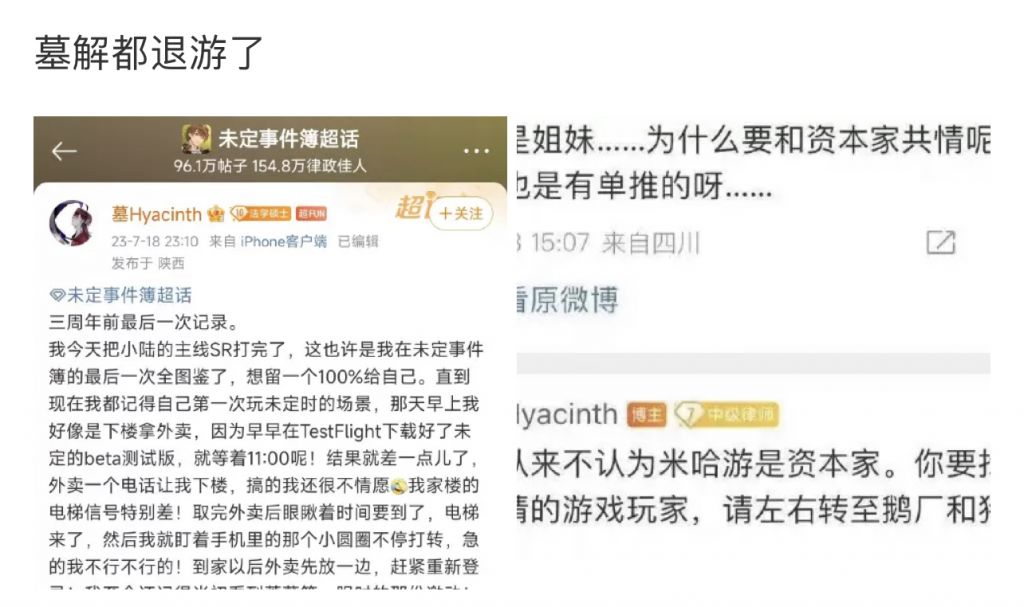 墓解都退游了
未定事件簿超话
96.1万帖子 154.8万律政佳人
墓Hyacinth 10 法学硕士 超FUN
超 +关注
23-7-18 23:10 来自 iPhone客户端 已编辑
发布于 陕西
未定事件簿超话
三周年前最后一次记录。
我今天把小陆的主线SR打完了，这也许是我在未定事件
簿的最后一次全图鉴了，想留一个100%给自己。直到
现在我都记得自己第一次玩未定时的场景，那天早上我
好像是下楼拿外卖，因为早早在TestFlight下载好了未
定的beta测试版，就等着11:00呢！结果就差一点儿了，
外卖一个电话让我下楼，搞的我还很不情愿🤣我家楼的
电梯信号特别差！取完外卖后眼瞅着时间要到了，电梯
来了，然后我就盯着手机里的那个小圆圈不停打转，急
的我不行不行的！到家以后外卖先放一边，赶紧重新登
是姐妹……为什么要和资本家共情呢
也是有单推的呀……
15:07 来自四川
看原微博
Hyacinth 博主 7 中级律师
从来不认为米哈游是资本家。你要
情的游戏玩家，请左右转至鹅厂和